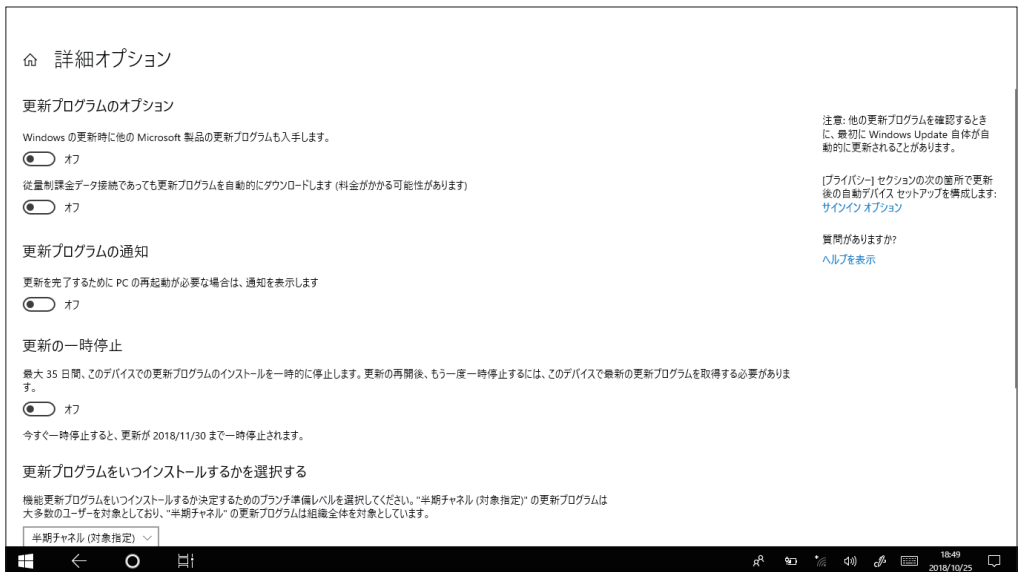 詳細オプション
更新プログラムのオプション
Windows の更新時に他の Microsoft 製品の更新プログラムも入手します。
オフ
従量制課金データ接続であっても更新プログラムを自動的にダウンロードします (料金がかかる可能性があります)
オフ
更新プログラムの通知
更新を完了するために PC の再起動が必要な場合は、通知を表示します
オフ
更新の一時停止
最大 35 日間、このデバイスでの更新プログラムのインストールを一時的に停止します。更新の再開後、もう一度一時停止するには、このデバイスで最新の更新プログラムを取得する必要がありま
す。
オフ
今すぐ一時停止すると、更新が 2018/11/30 まで一時停止されます。
更新プログラムをいつインストールするかを選択する
機能更新プログラムをいつインストールするか決定するためのブランチ準備レベルを選択してください。"半期チャネル (対象指定)" の更新プログラムは
大多数のユーザーを対象としており、"半期チャネル" の更新プログラムは組織全体を対象としています。
半期チャネル (対象指定)
注意: 他の更新プログラムを確認するとき
に、最初に Windows Update 自体が自
動的に更新されることがあります。
[プライバシー] セクションの次の箇所で更新
後の自動デバイス セットアップを構成します:
サインイン オプション
質問がありますか?
ヘルプを表示
18:49
2018/10/25